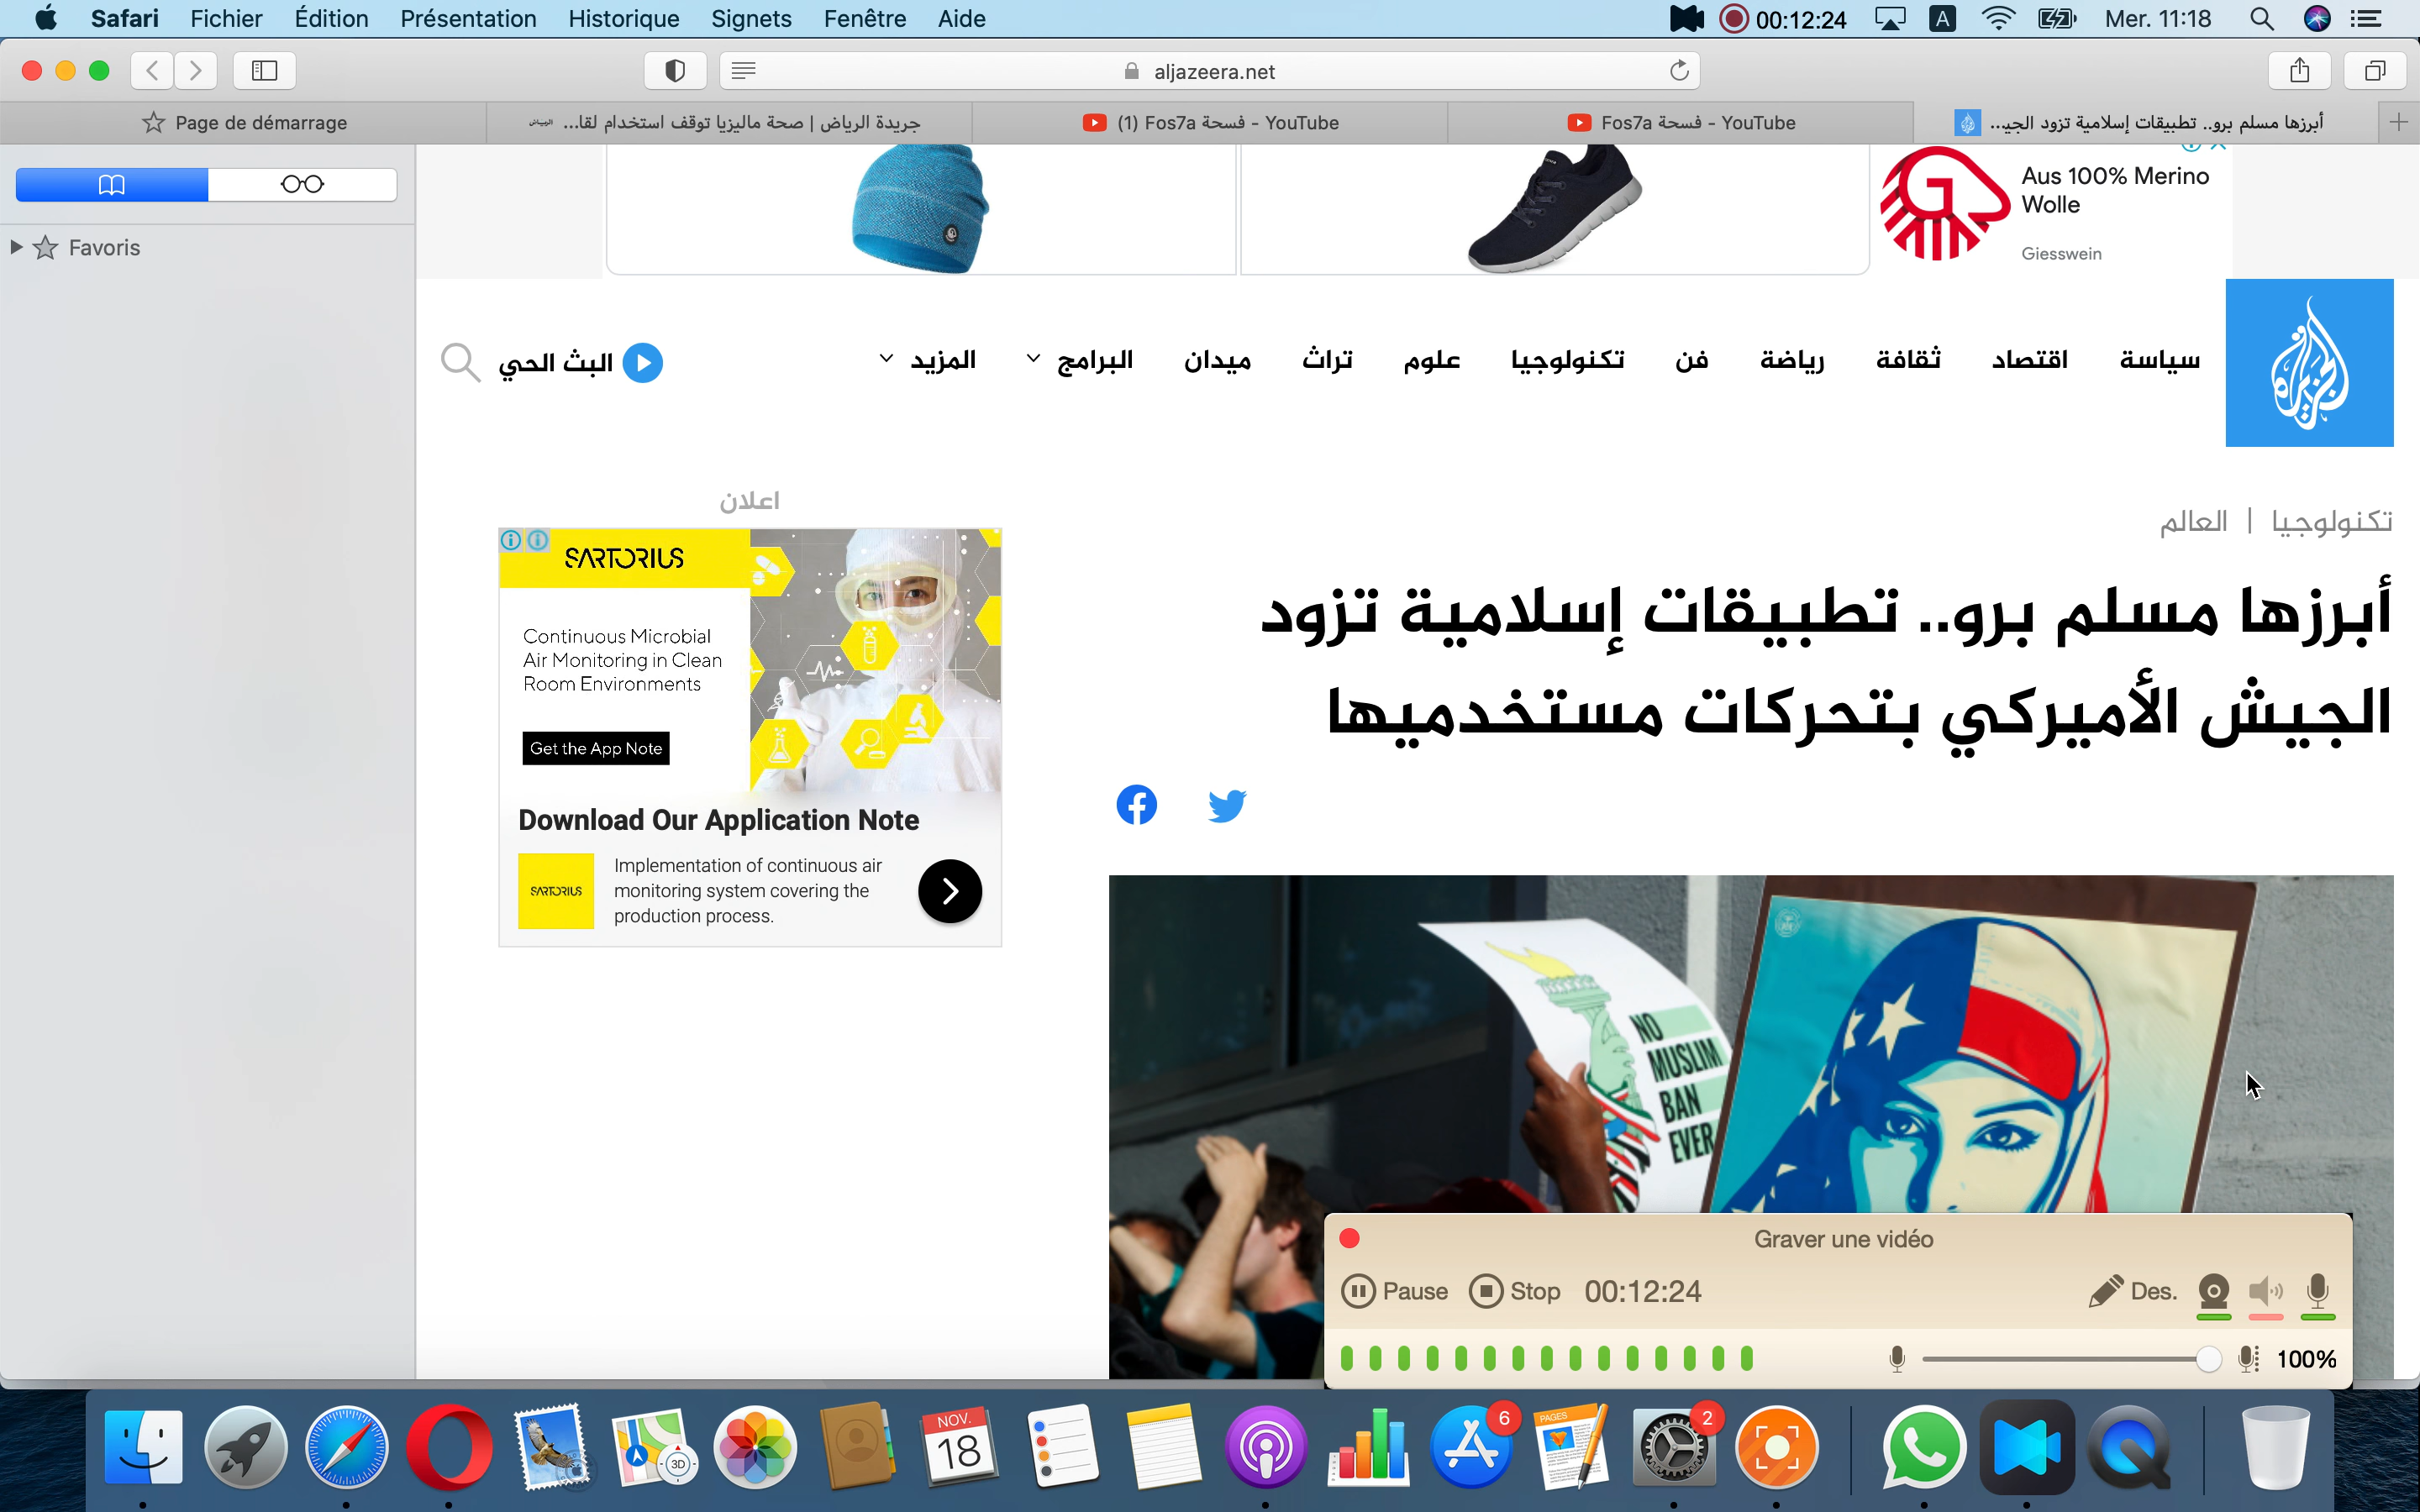 Safari Fichier Édition Présentation Historique Signets Fenêtre Aide 00:12:24 A Mer. 11:18
aljazeera.net
Page de démarrage
جريدة الرياض | صحة ماليزيا توقف استخدام لقا...
(1) Fos7a فسحة - YouTube
Fos7a فسحة - YouTube
أبرزها مسلم برو.. تطبيقات إسلامية تزود الجيـ...
Favoris
Aus 100% Merino
Wolle
Giesswein
سياسة اقتصاد ثقافة رياضة فن تكنولوجيا علوم تراث ميدان البرامج المزيد البث الحي
الجزيرة
اعلان
SARTORIUS
Continuous Microbial
Air Monitoring in Clean
Room Environments
Get the App Note
Download Our Application Note
SARTORIUS
Implementation of continuous air
monitoring system covering the
production process.
تكنولوجيا | العالم
أبرزها مسلم برو.. تطبيقات إسلامية تزود
الجيش الأميركي بتحركات مستخدميها
NO
MUSLIM
BAN
EVER
Graver une vidéo
Pause Stop 00:12:24 Des.
100%
3D
NOV.
18
6
PAGES
2